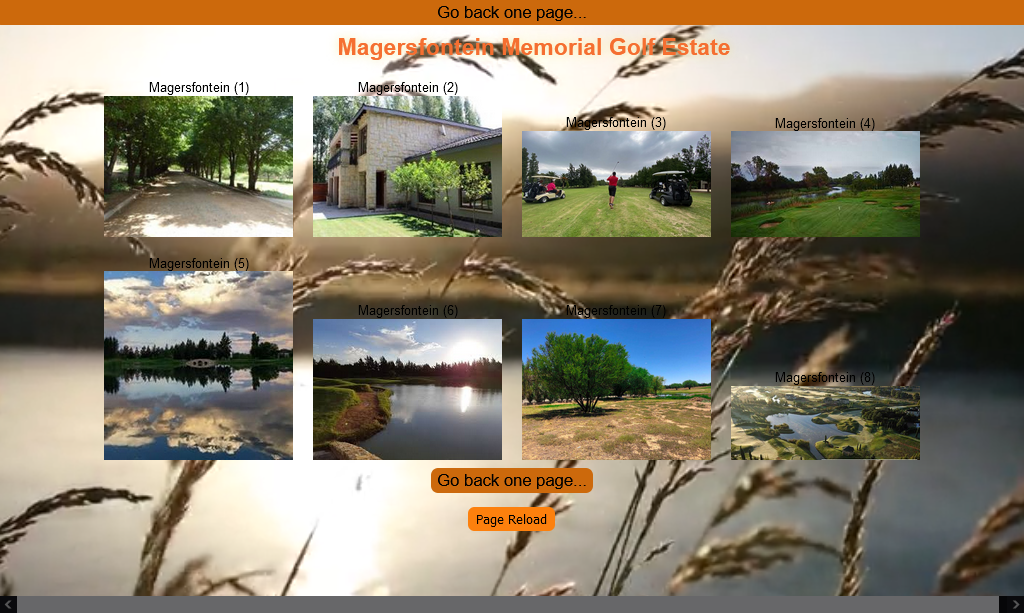 Go back one page...
Magersfontein Memorial Golf Estate
Magersfontein (1)
Magersfontein (2)
Magersfontein (3)
Magersfontein (4)
Magersfontein (5)
Magersfontein (6)
Magersfontein (7)
Magersfontein (8)
Go back one page...
Page Reload